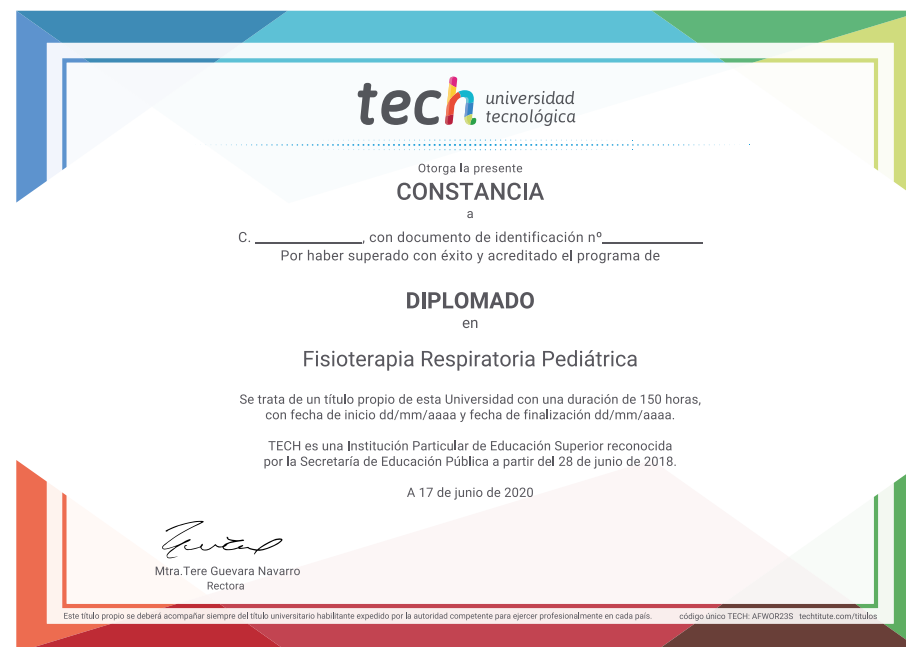 tech universidad
tecnológica
Otorga la presente
CONSTANCIA
a
C. ______________, con documento de identificación nº_____________
Por haber superado con éxito y acreditado el programa de
DIPLOMADO
en
Fisioterapia Respiratoria Pediátrica
Se trata de un título propio de esta Universidad con una duración de 150 horas,
con fecha de inicio dd/mm/aaaa y fecha de finalización dd/mm/aaaa.
TECH es una Institución Particular de Educación Superior reconocida
por la Secretaría de Educación Pública a partir del 28 de junio de 2018.
A 17 de junio de 2020
Mtra.Tere Guevara Navarro
Rectora
Este título propio se deberá acompañar siempre del título universitario habilitante expedido por la autoridad competente para ejercer profesionalmente en cada país. código único TECH: AFWOR23S techtitute.com/titulos